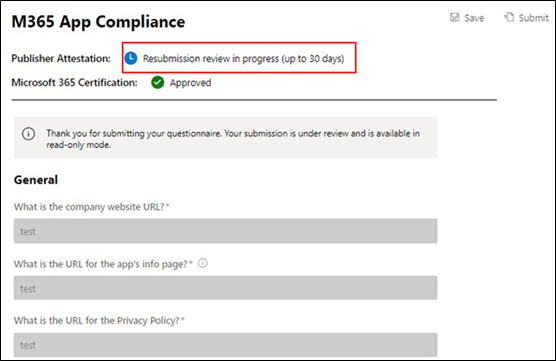 M365 App Compliance
Save
Submit
Publisher Attestation:
Resubmission review in progress (up to 30 days)
Microsoft 365 Certification:
Approved
Thank you for submitting your questionnaire. Your submission is under review and is available in
read-only mode.
General
What is the company website URL?*
test
What is the URL for the app's info page?*
test
What is the URL for the Privacy Policy?*
test